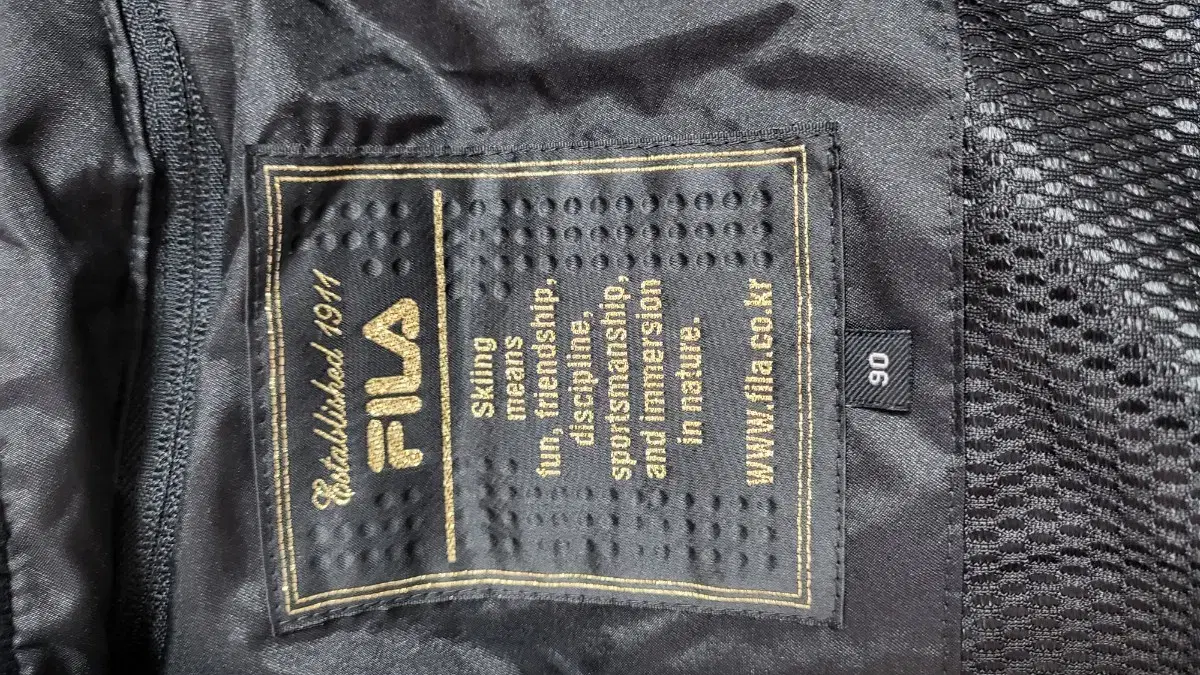 Established 1911
FILA
Skiing
means
fun, friendship,
discipline,
sportsmanship,
and immersion
in nature.
www.fila.co.kr
90